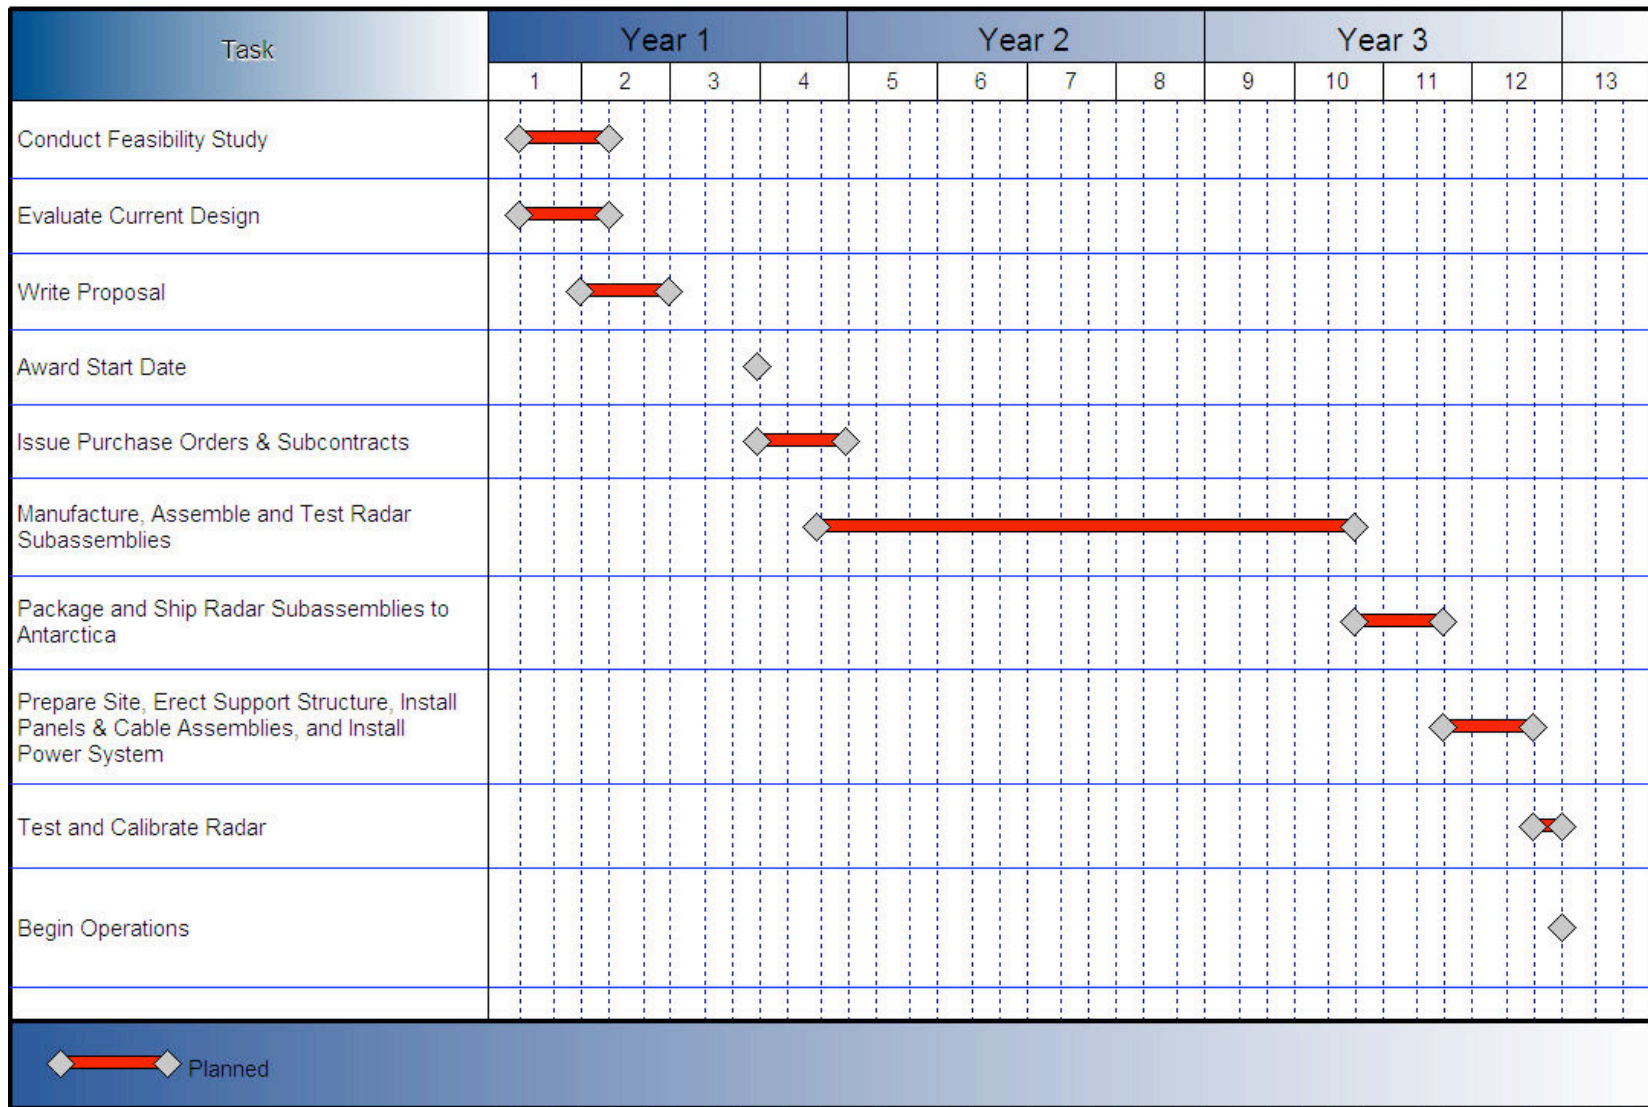 Task
Year 1 Year 2 Year 3
1 2 3 4 5 6 7 8 9 10 11 12 13
Conduct Feasibility Study
Evaluate Current Design
Write Proposal
Award Start Date
Issue Purchase Orders & Subcontracts
Manufacture, Assemble and Test Radar
Subassemblies
Package and Ship Radar Subassemblies to
Antarctica
Prepare Site, Erect Support Structure, Install
Panels & Cable Assemblies, and Install
Power System
Test and Calibrate Radar
Begin Operations
Planned